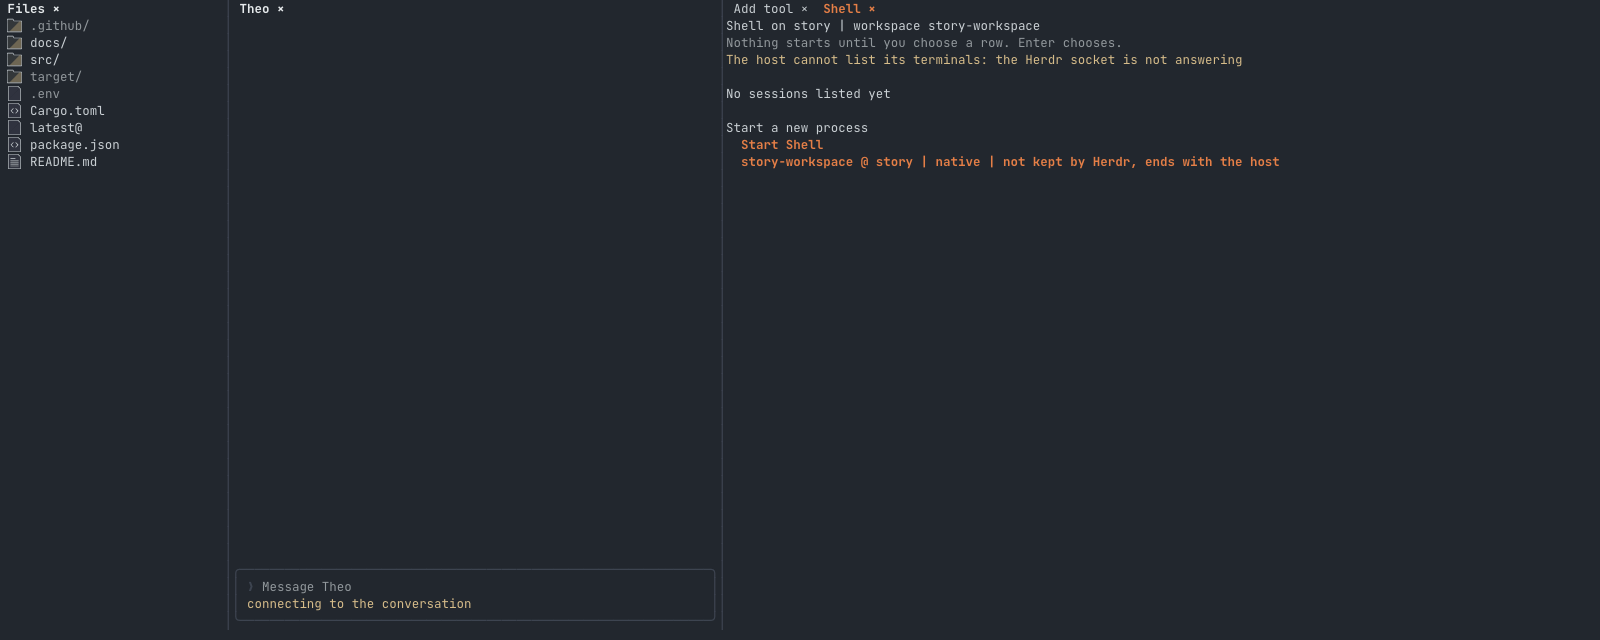 Files ×
.github/
docs/
src/
target/
.env
Cargo.toml
latest@
package.json
README.md
Theo ×
) Message Theo
connecting to the conversation
Add tool × Shell ×
Shell on story | workspace story-workspace
Nothing starts until you choose a row. Enter chooses.
The host cannot list its terminals: the Herdr socket is not answering
No sessions listed yet
Start a new process
Start Shell
story-workspace @ story | native | not kept by Herdr, ends with the host